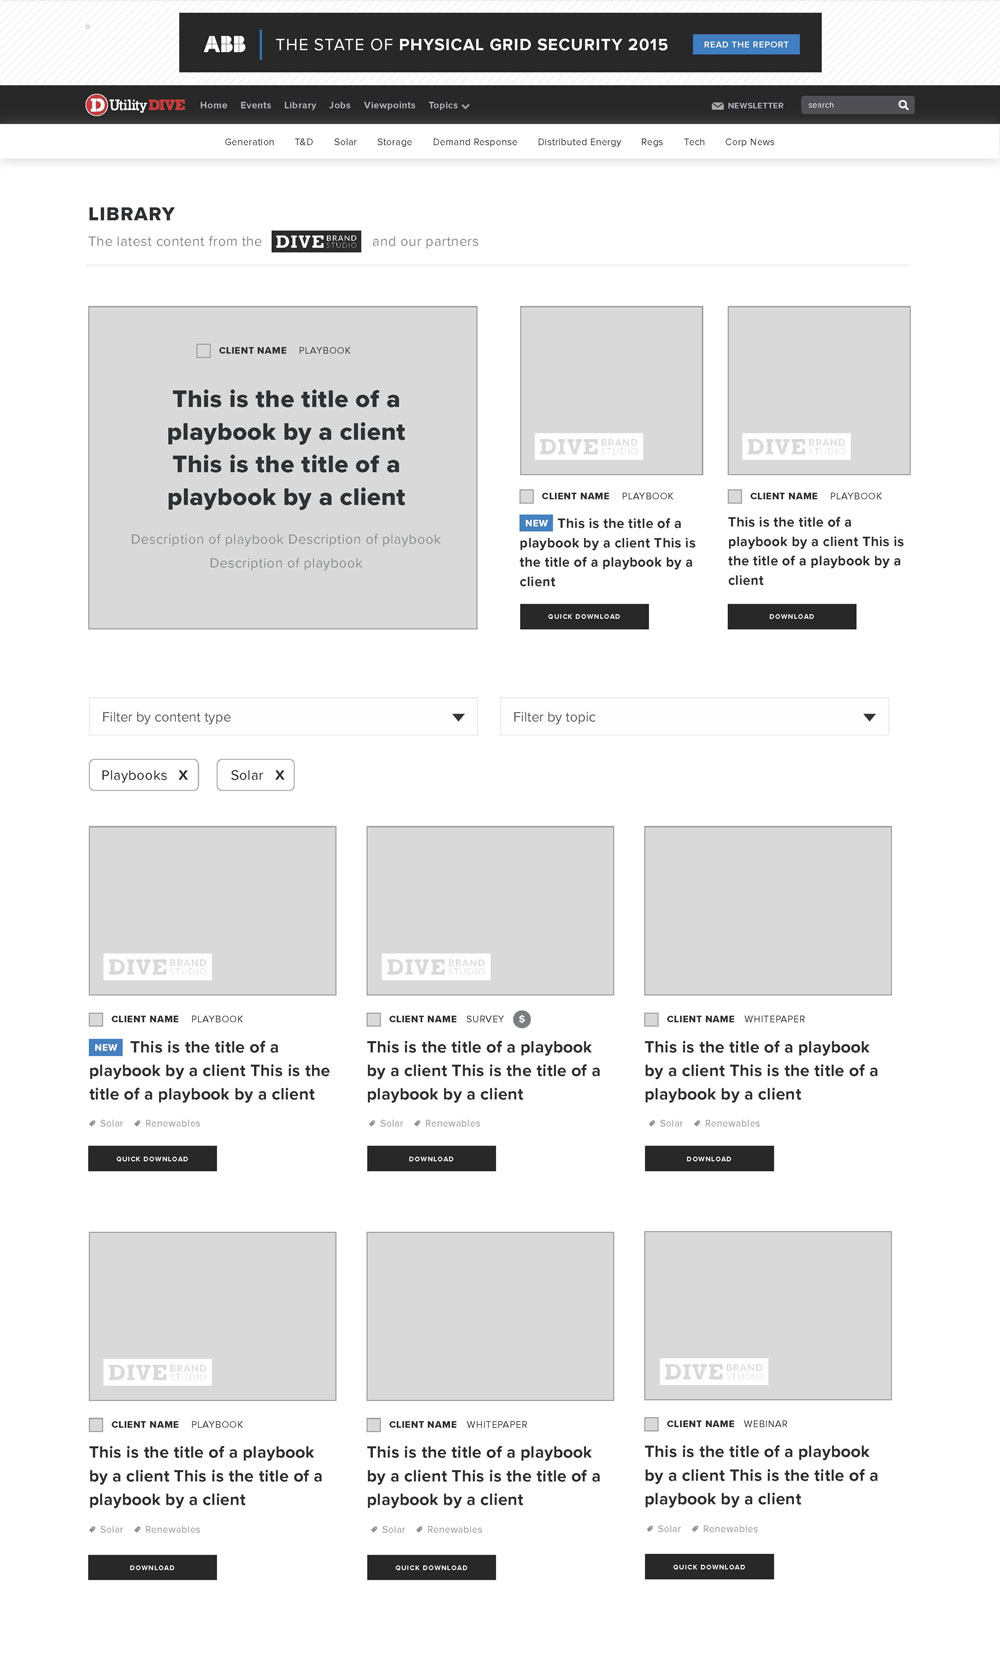 ABB THE STATE OF PHYSICAL GRID SECURITY 2015 READ THE REPORT
D Utility DIVE Home Events Library Jobs Viewpoints Topics NEWSLETTER search
Generation T&D Solar Storage Demand Response Distributed Energy Regs Tech Corp News
LIBRARY
The latest content from the DIVE BRAND STUDIO and our partners
CLIENT NAME PLAYBOOK
This is the title of a
playbook by a client
This is the title of a
playbook by a client
Description of playbook Description of playbook
Description of playbook
DIVE BRAND STUDIO
CLIENT NAME PLAYBOOK
NEW This is the title of a
playbook by a client This is
the title of a playbook by a
client
QUICK DOWNLOAD
DIVE BRAND STUDIO
CLIENT NAME PLAYBOOK
This is the title of a
playbook by a client This is
the title of a playbook by a
client
DOWNLOAD
Filter by content type
Filter by topic
Playbooks X
Solar X
DIVE BRAND STUDIO
CLIENT NAME PLAYBOOK
NEW This is the title of a
playbook by a client This is the
title of a playbook by a client
Solar Renewables
QUICK DOWNLOAD
DIVE BRAND STUDIO
CLIENT NAME SURVEY $
This is the title of a playbook
by a client This is the title of a
playbook by a client
Solar Renewables
DOWNLOAD
CLIENT NAME WHITEPAPER
This is the title of a playbook
by a client This is the title of a
playbook by a client
Solar Renewables
DOWNLOAD
DIVE BRAND STUDIO
CLIENT NAME PLAYBOOK
This is the title of a playbook
by a client This is the title of a
playbook by a client
Solar Renewables
DOWNLOAD
CLIENT NAME WHITEPAPER
This is the title of a playbook
by a client This is the title of a
playbook by a client
Solar Renewables
QUICK DOWNLOAD
DIVE BRAND STUDIO
CLIENT NAME WEBINAR
This is the title of a playbook
by a client This is the title of a
playbook by a client
Solar Renewables
QUICK DOWNLOAD